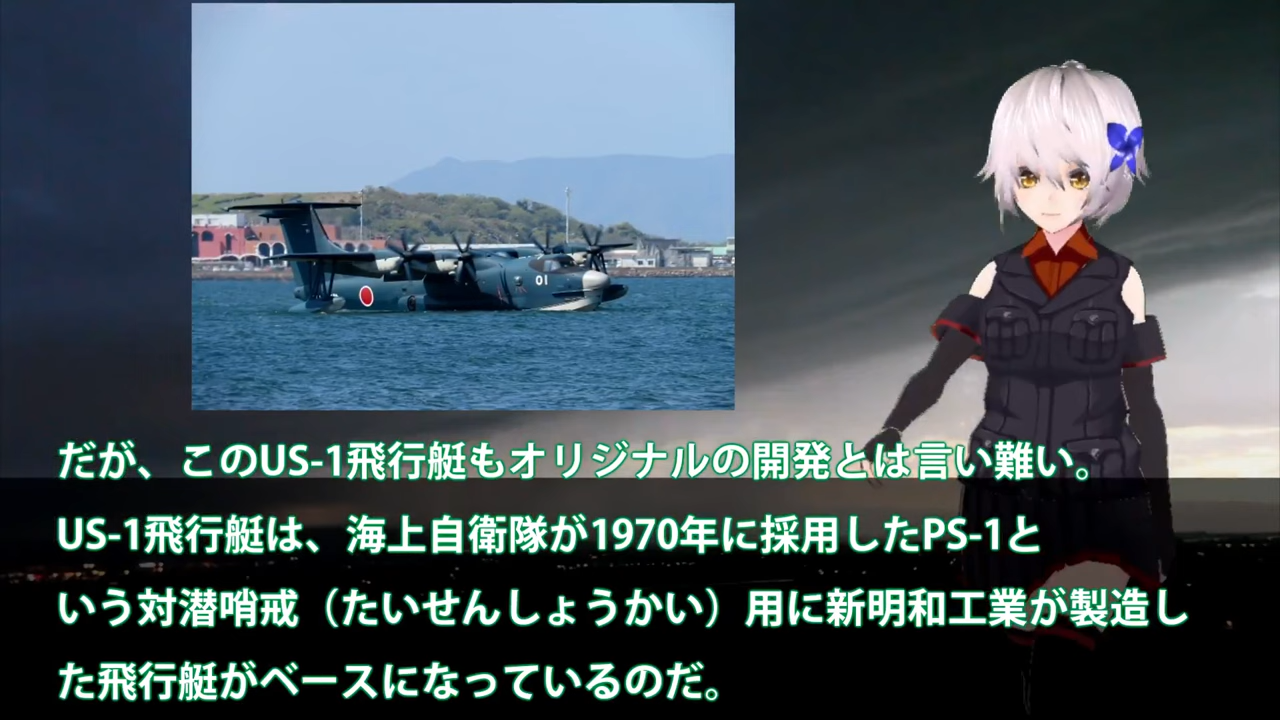 01
だが、このUS-1飛行艇もオリジナルの開発とは言い難い。
US-1飛行艇は、海上自衛隊が1970年に採用したPS-1と
いう対潜哨戒（たいせんしょうかい）用に新明和工業が製造し
た飛行艇がベースになっているのだ。